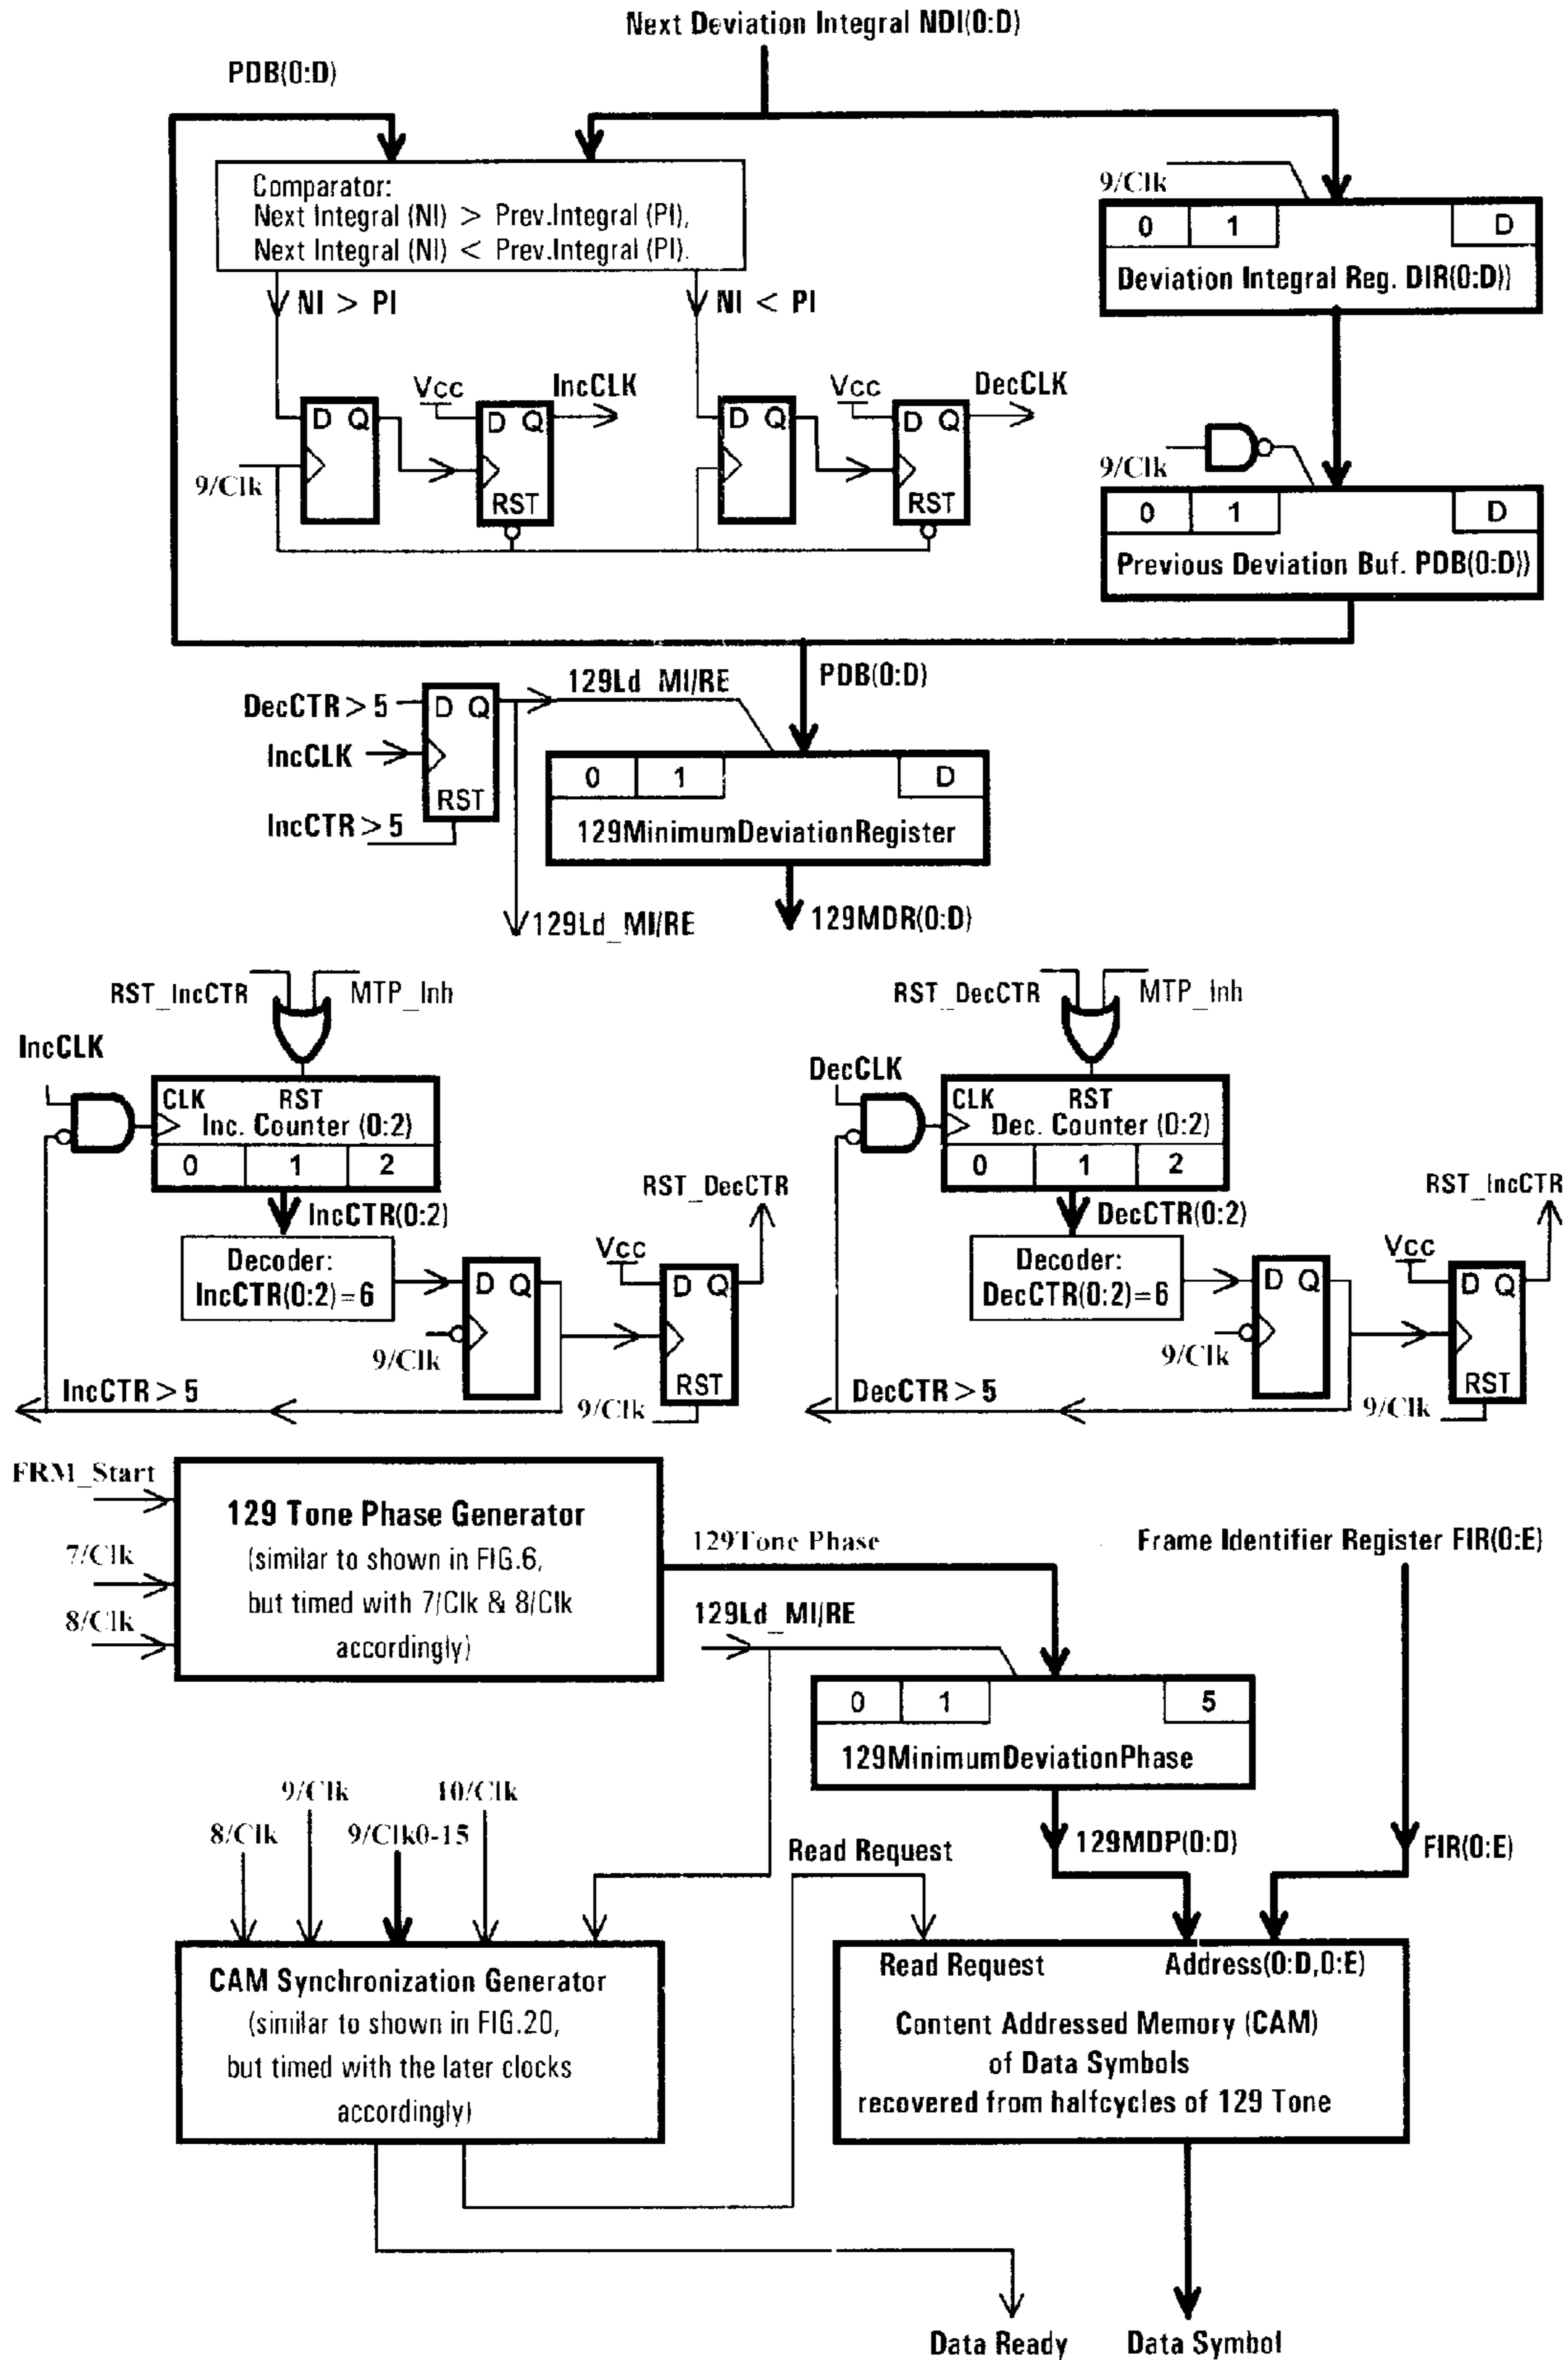 Next Deviation Integral NDI(0:D)
PDB(0:D)
Comparator:
Next Integral (NI) > Prev.Integral (PI),
Next Integral (NI) < Prev.Integral (PI).
9/Clk
0 1 D
Deviation Integral Reg. DIR(0:D))
NI > PI
NI < PI
Vcc
IncCLK
Vcc
DecCLK
D Q
D Q
D Q
D Q
9/Clk
RST
RST
9/Clk
0 1 D
Previous Deviation Buf. PDB(0:D))
129Ld_MI/RE
PDB(0:D)
DecCTR > 5
D Q
IncCLK
RST
IncCTR > 5
0 1 D
129MinimumDeviationRegister
129Ld_MI/RE
129MDR(0:D)
RST_IncCTR
MTP_Inh
RST_DecCTR
MTP_Inh
IncCLK
DecCLK
CLK RST
Inc. Counter (0:2)
0 1 2
CLK RST
Dec. Counter (0:2)
0 1 2
IncCTR(0:2)
RST_DecCTR
DecCTR(0:2)
RST_IncCTR
Decoder:
IncCTR(0:2)=6
D Q
Vcc
D Q
Decoder:
DecCTR(0:2)=6
D Q
Vcc
D Q
9/Clk
RST
9/Clk
RST
IncCTR > 5
9/Clk
DecCTR > 5
9/Clk
FRM_Start
7/Clk
8/Clk
129 Tone Phase Generator
(similar to shown in FIG.6,
but timed with 7/Clk & 8/Clk
accordingly)
129Tone Phase
Frame Identifier Register FIR(0:E)
129Ld_MI/RE
0 1 5
129MinimumDeviationPhase
9/Clk
10/Clk
8/Clk
9/Clk0-15
Read Request
129MDP(0:D)
FIR(0:E)
CAM Synchronization Generator
(similar to shown in FIG.20,
but timed with the later clocks
accordingly)
Read Request
Address(0:D,0:E)
Content Addressed Memory (CAM)
of Data Symbols
recovered from halfcycles of 129 Tone
Data Ready
Data Symbol